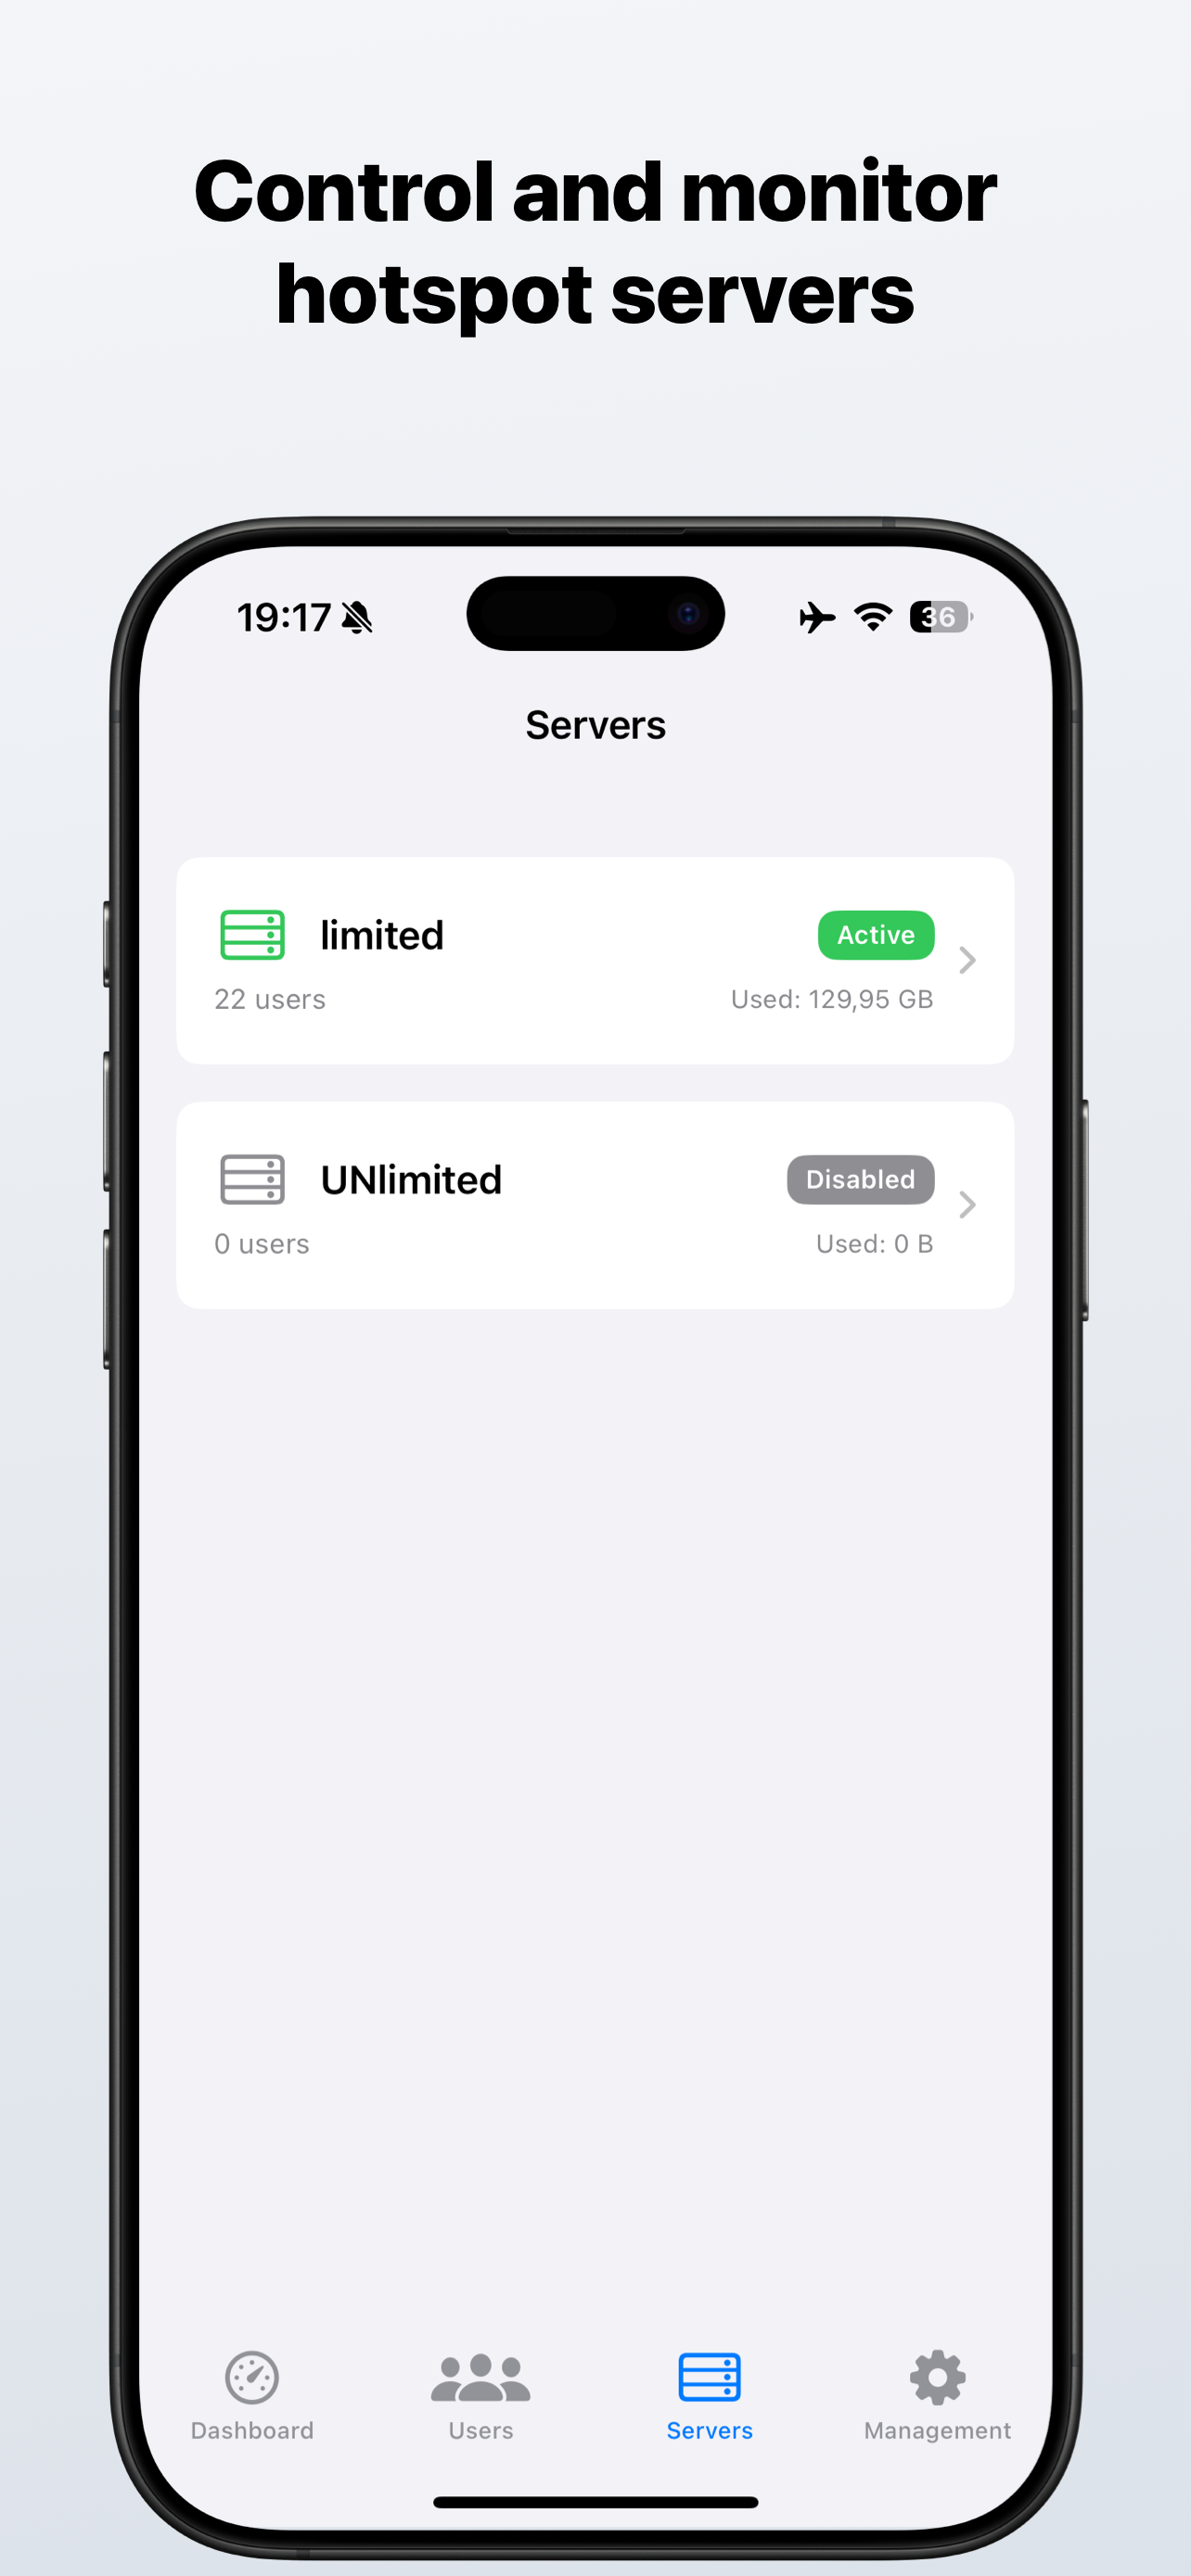 Control and monitor
hotspot servers
19:17
36
Servers
limited
Active
22 users
Used: 129,95 GB
UNlimited
Disabled
0 users
Used: 0 B
Dashboard
Users
Servers
Management